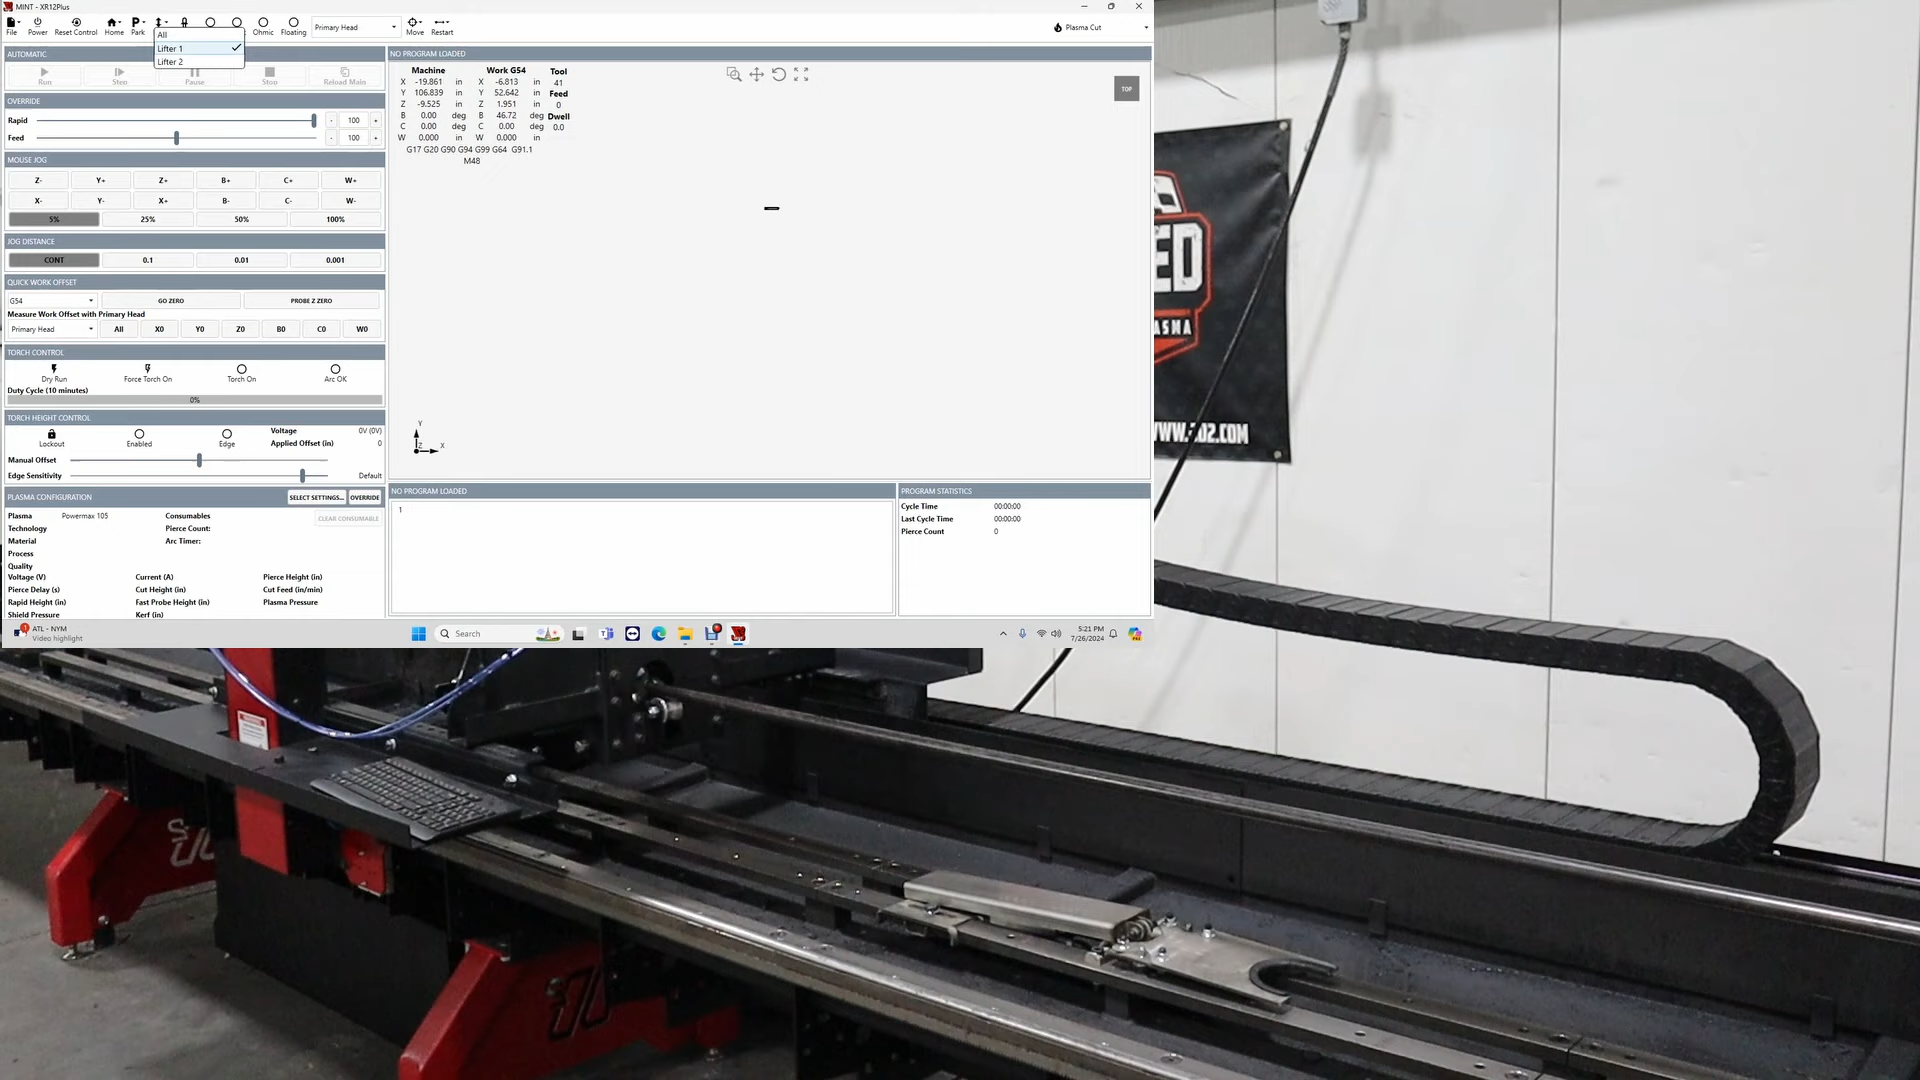 MINT - XR12Plus
File Power Reset Control Home Park Ohmic Floating Primary Head Move Restart Plasma Cut
All
Lifter 1
Lifter 2
AUTOMATIC
Run Step Pause Stop Reload Main
OVERRIDE
Rapid - 100 +
Feed - 100 +
MOUSE JOG
Z- Y+ Z+ B+ C+ W+
X- Y- X+ B- C- W-
5% 25% 50% 100%
JOG DISTANCE
CONT 0.1 0.01 0.001
QUICK WORK OFFSET
G54 GO ZERO PROBE Z ZERO
Measure Work Offset with Primary Head
Primary Head All X0 Y0 Z0 B0 C0 W0
TORCH CONTROL
Dry Run Force Torch On Torch On Arc OK
Duty Cycle (10 minutes)
0%
TORCH HEIGHT CONTROL
Lockout Enabled Edge
Voltage 0V (0V)
Applied Offset (in) 0
Manual Offset
Edge Sensitivity Default
PLASMA CONFIGURATION SELECT SETTINGS... OVERRIDE
Plasma Powermax 105 Consumables CLEAR CONSUMABLE
Technology Pierce Count:
Material Arc Timer:
Process
Quality
Voltage (V) Current (A) Pierce Height (in)
Pierce Delay (s) Cut Height (in) Cut Feed (in/min)
Rapid Height (in) Fast Probe Height (in) Plasma Pressure
Shield Pressure Kerf (in)
NO PROGRAM LOADED
Machine Work G54 Tool
X -19.861 in X -6.813 in 41
Y 106.839 in Y 52.642 in Feed
Z -9.525 in Z 1.951 in 0
B 0.00 deg B 46.72 deg Dwell
C 0.00 deg C 0.00 deg 0.0
W 0.000 in W 0.000 in
G17 G20 G90 G94 G99 G64 G91.1
M48
TOP
Y
Z X
NO PROGRAM LOADED
1
PROGRAM STATISTICS
Cycle Time 00:00:00
Last Cycle Time 00:00:00
Pierce Count 0
1
ATL - NYM
Video highlight
Search
5:21 PM
7/26/2024
ED
ASMA